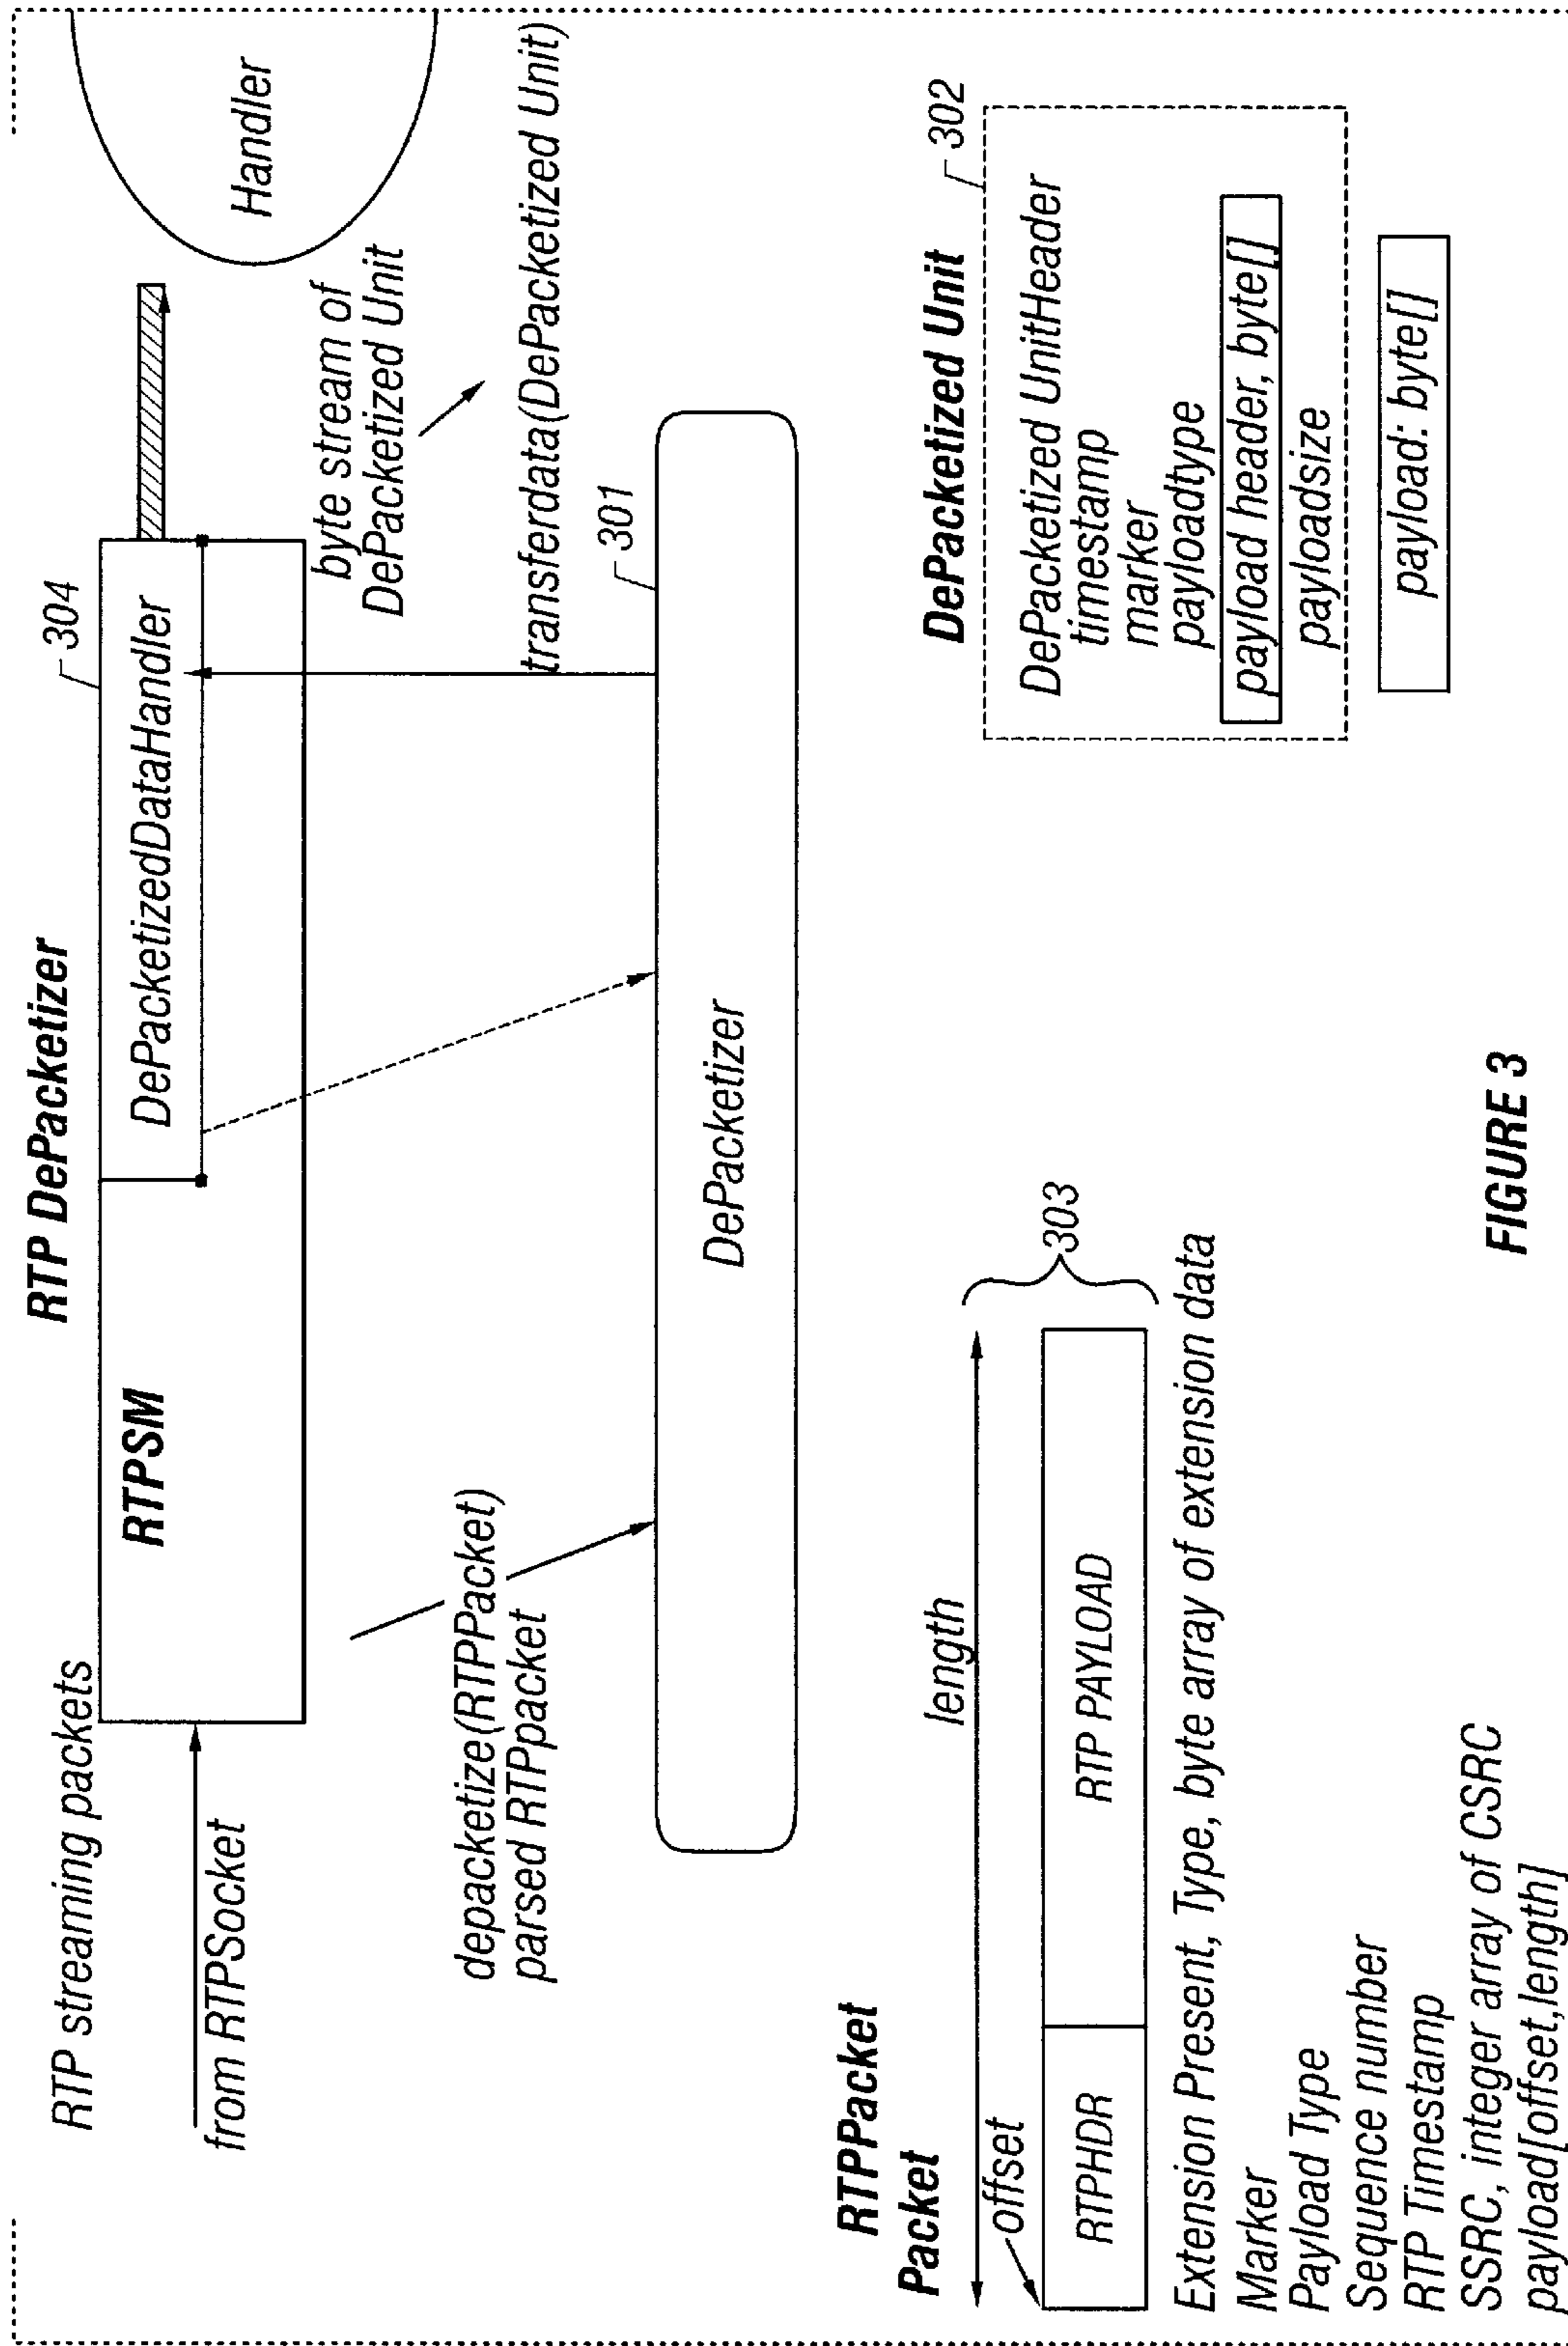 RTP DePacketizer
RTP streaming packets
from RTPSocket
RTPSM
304
DePacketizedDataHandler
Handler
byte stream of
DePacketized Unit
transferdata(DePacketized Unit)
depacketize(RTPPacket)
parsed RTPpacket
301
DePacketizer
RTPPacket
Packet
offset
length
RTPHDR
RTP PAYLOAD
303
Extension Present, Type, byte array of extension data
Marker
Payload Type
Sequence number
RTP Timestamp
SSRC, integer array of CSRC
payload[offset,length]
DePacketized Unit
302
DePacketized UnitHeader
timestamp
marker
payloadtype
payload header, byte[]
payloadsize
payload: byte[]
FIGURE 3